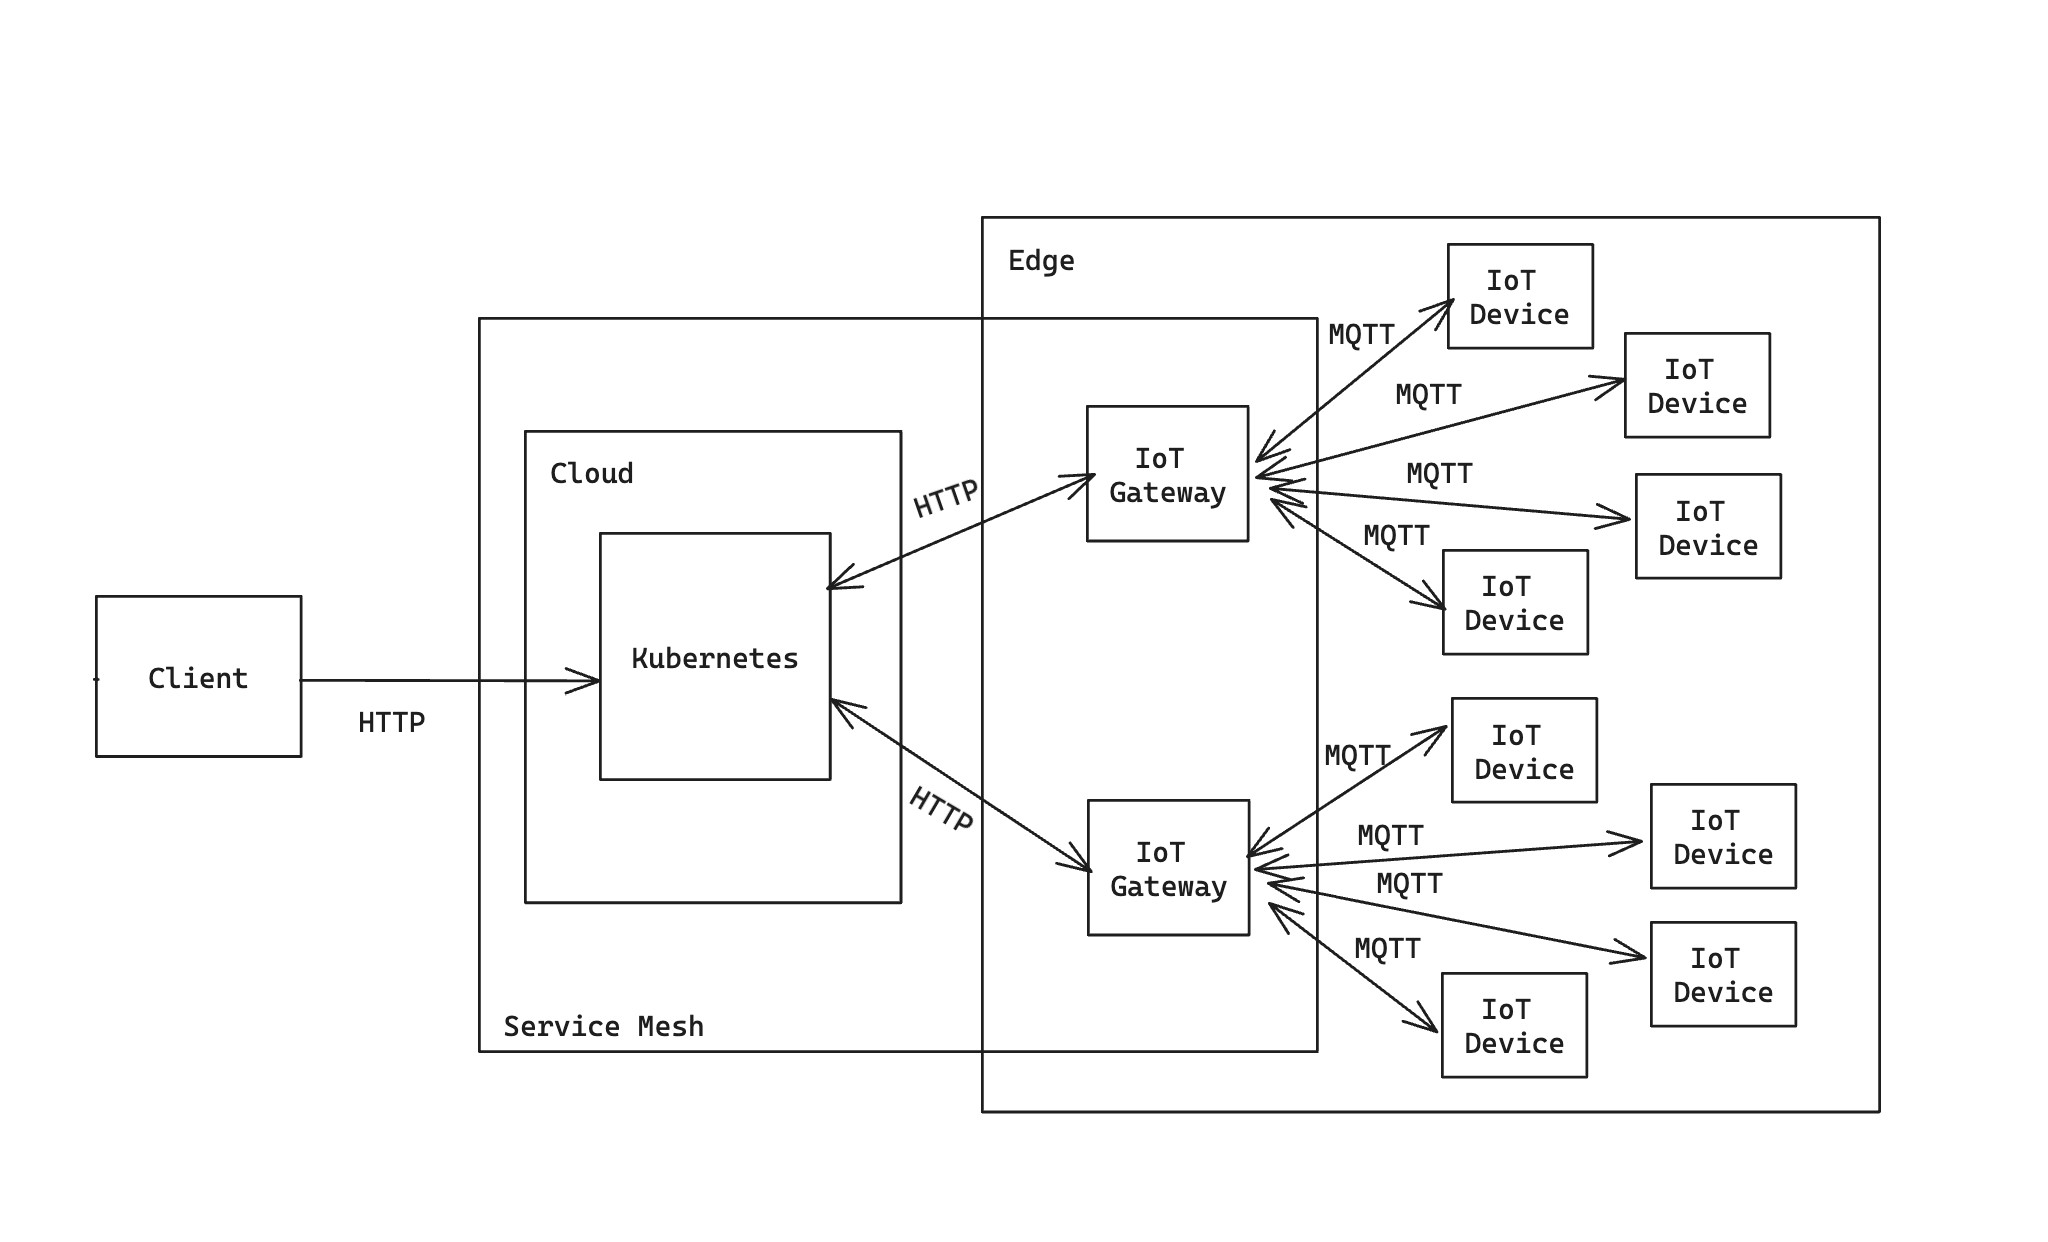 Edge
IoT
Device
MQTT
IoT
Device
MQTT
IoT
Gateway
Cloud
MQTT
HTTP
IoT
Device
MQTT
IoT
Device
Kubernetes
Client
HTTP
IoT
Device
MQTT
HTTP
IoT
Device
MQTT
IoT
Gateway
MQTT
MQTT
IoT
Device
IoT
Device
Service Mesh